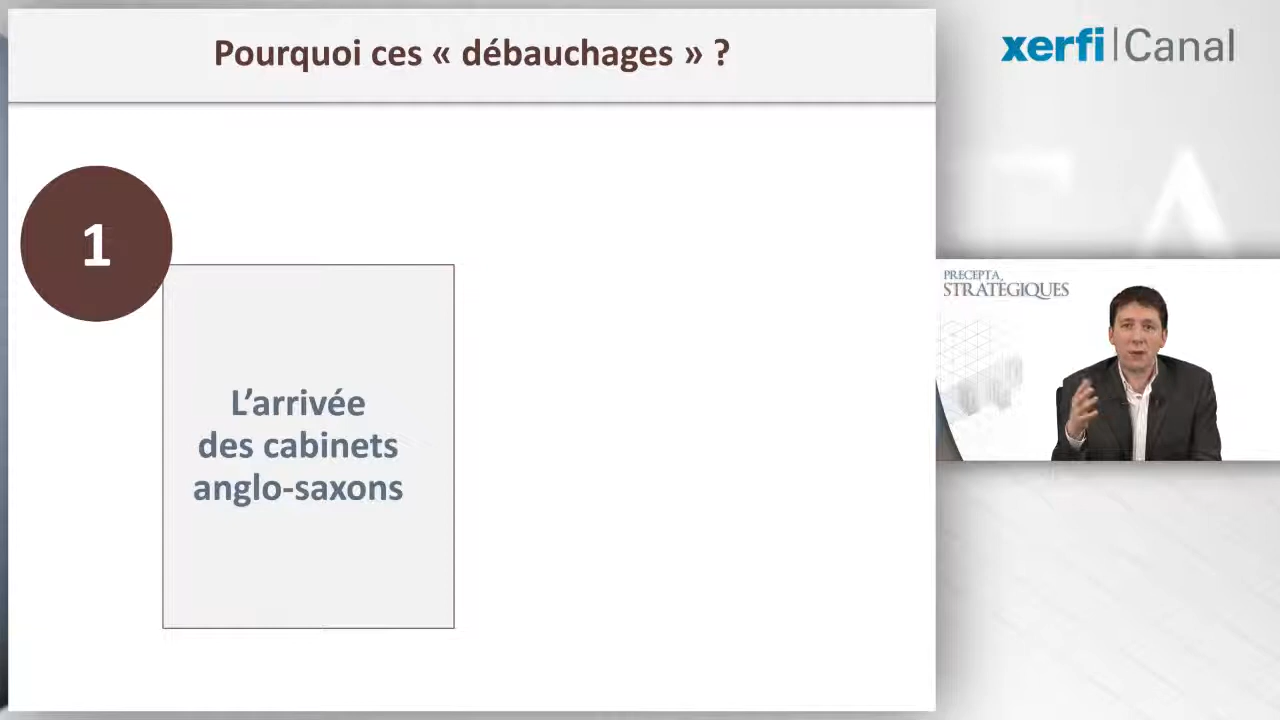 Pourquoi ces « débauchages » ?
xerfi Canal
1
L’arrivée
des cabinets
anglo-saxons
PRECEPTA
STRATÉGIQUES